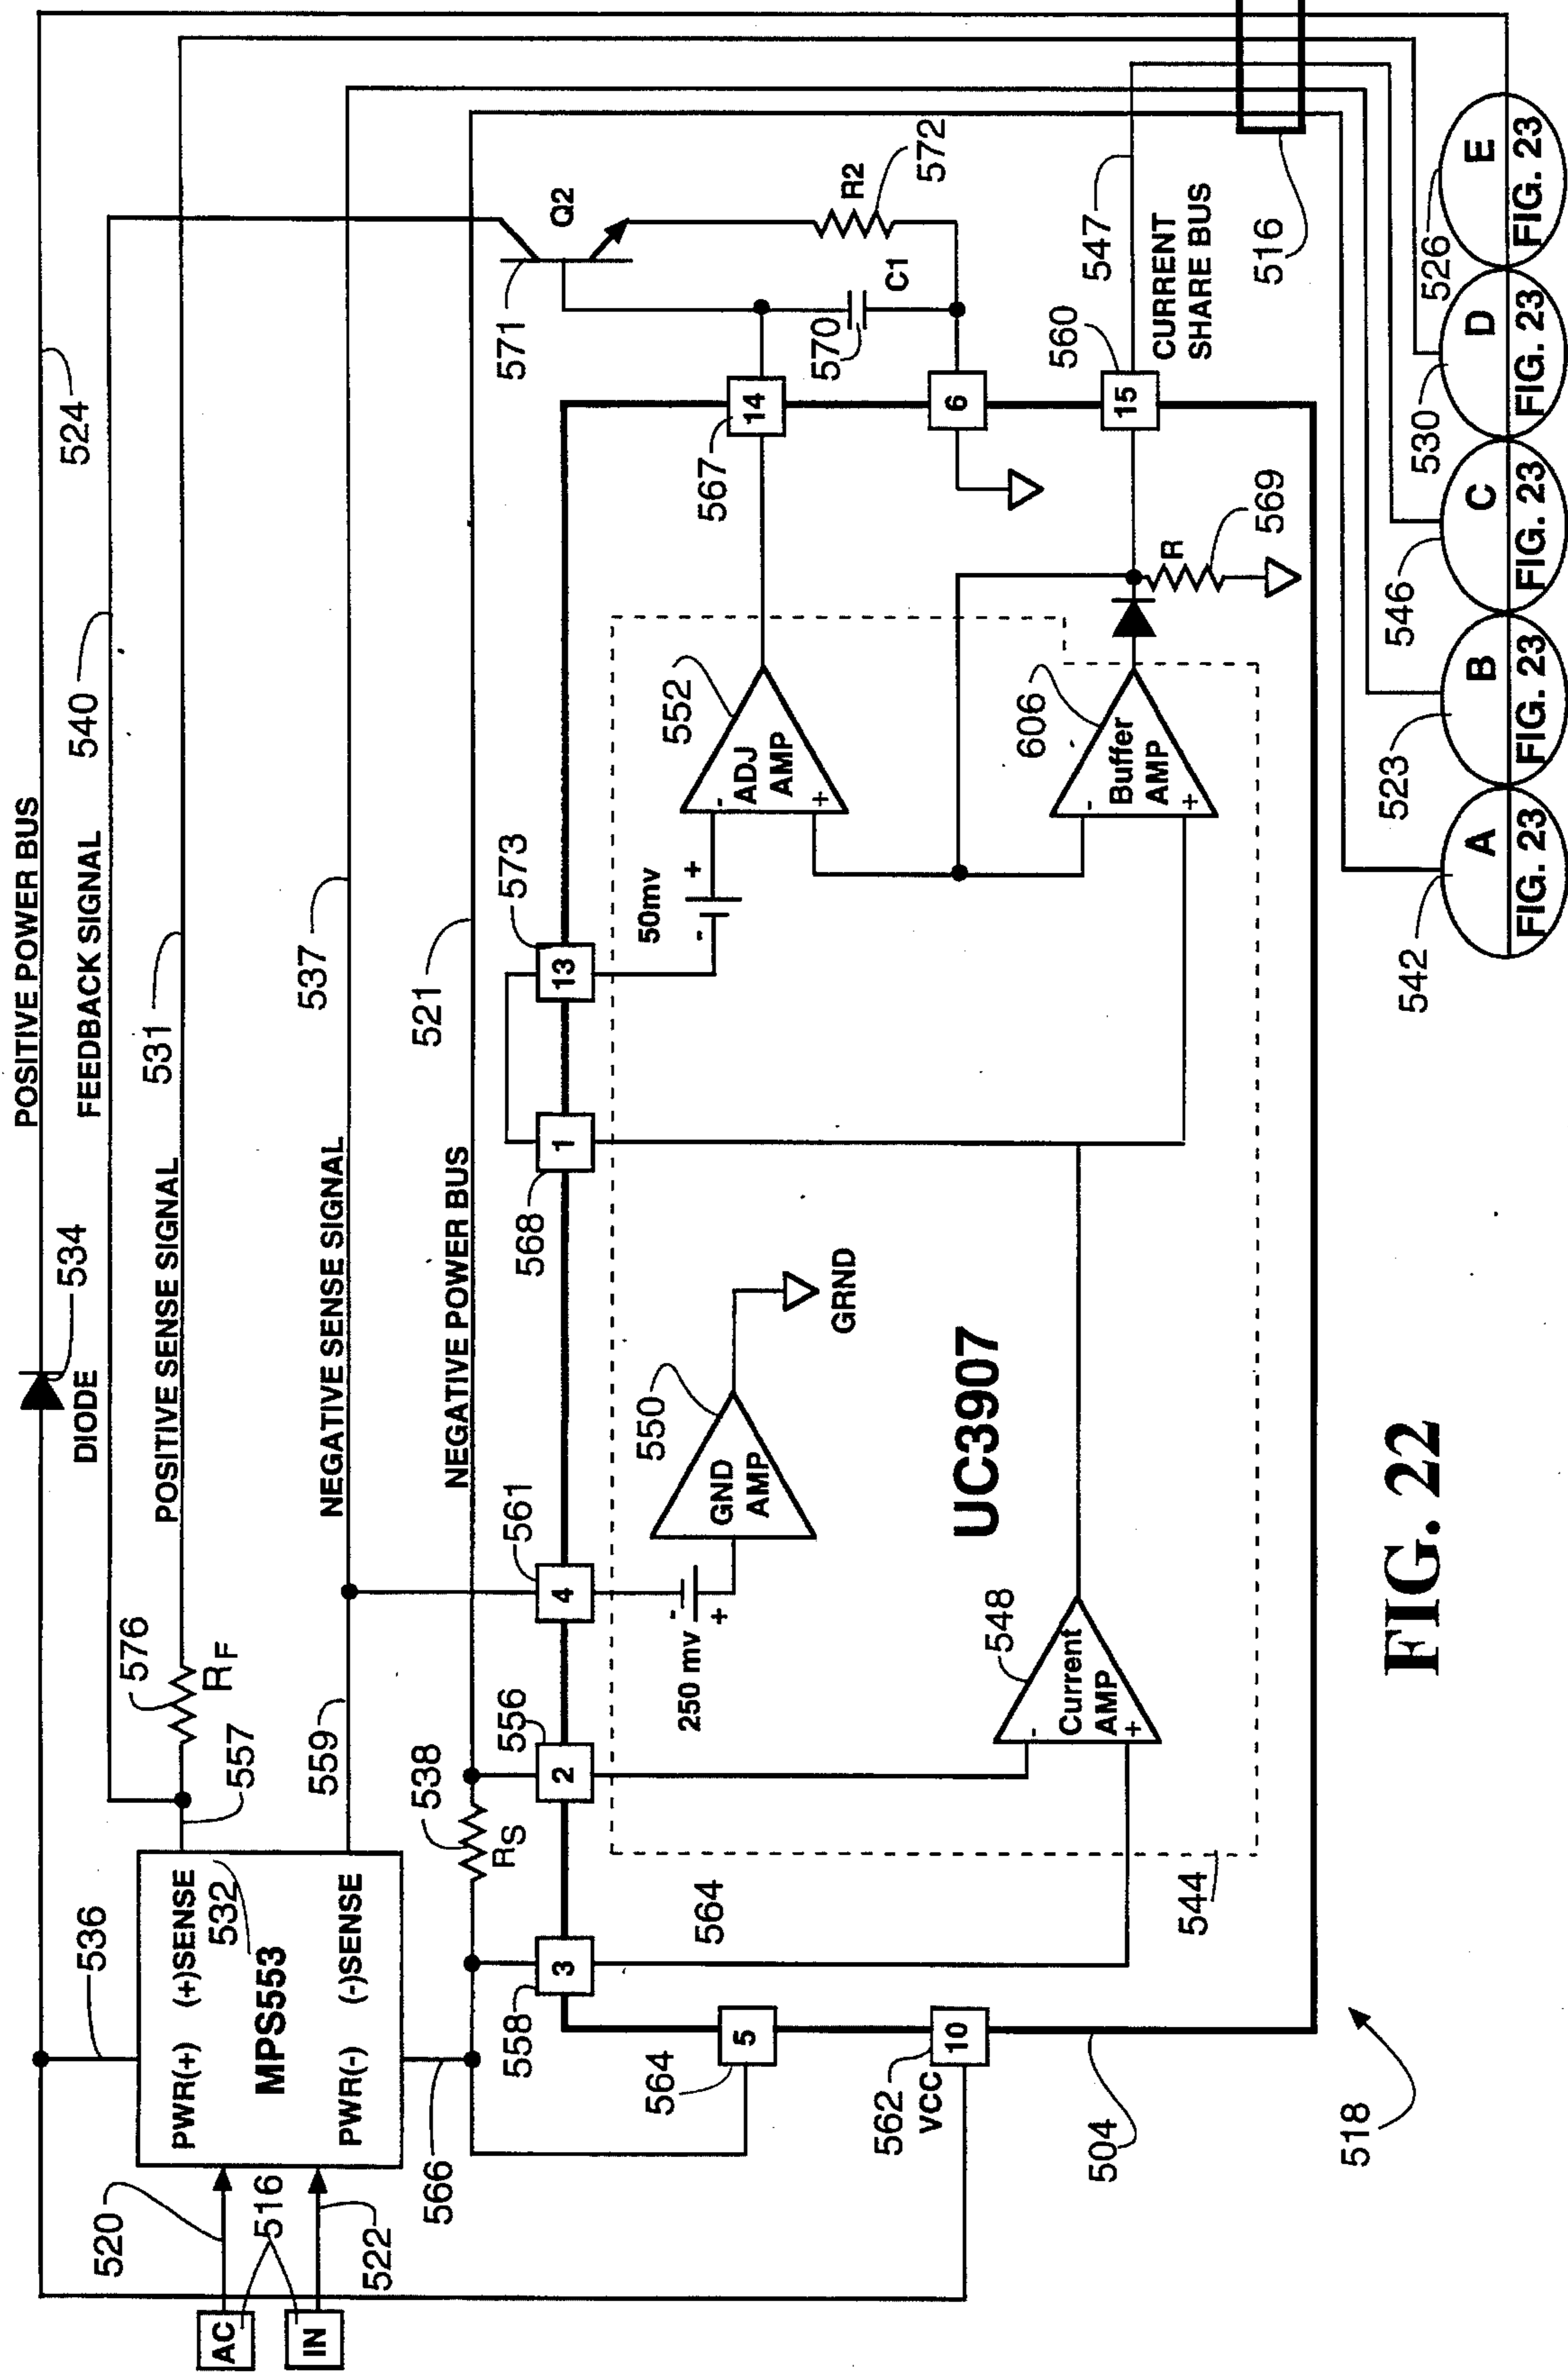 POSITIVE POWER BUS
524
534
DIODE
FEEDBACK SIGNAL
540
POSITIVE SENSE SIGNAL
531
576
RF
557
NEGATIVE SENSE SIGNAL
537
559
NEGATIVE POWER BUS
521
538
RS
536
PWR(+) (+)SENSE
532
MPS553
PWR(-) (-)SENSE
520
AC
516
IN
522
566
558
3
564
556
2
561
4
568
1
573
13
250 mv
-
+
GND
AMP
550
GRND
50mv
-
+
552
-
ADJ
AMP
+
567
14
571
Q2
570
C1
R2
572
6
564
5
562
VCC
10
UC3907
548
-
Current
AMP
+
606
-
Buffer
AMP
+
R
569
560
15
547
CURRENT
SHARE BUS
516
544
504
518
542
A
FIG. 23
523
B
FIG. 23
546
C
FIG. 23
530
D
FIG. 23
526
E
FIG. 23
FIG. 22